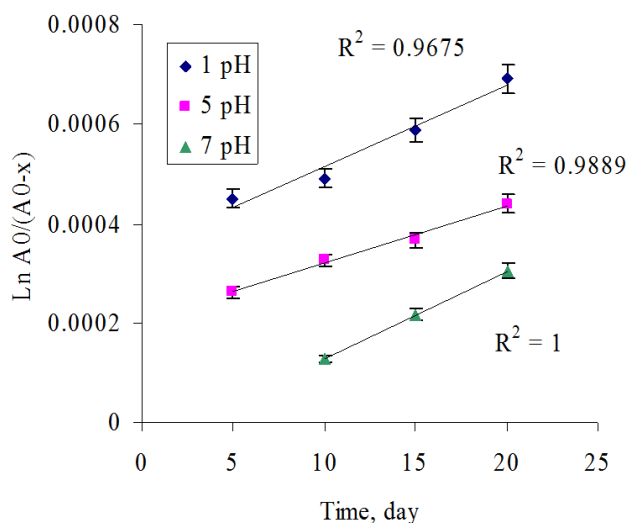 0.0008
0.0006
0.0004
0.0002
0
Ln A0/(A0-x)
1 pH
5 pH
7 pH
R² = 0.9675
R² = 0.9889
R² = 1
0 5 10 15 20 25
Time, day